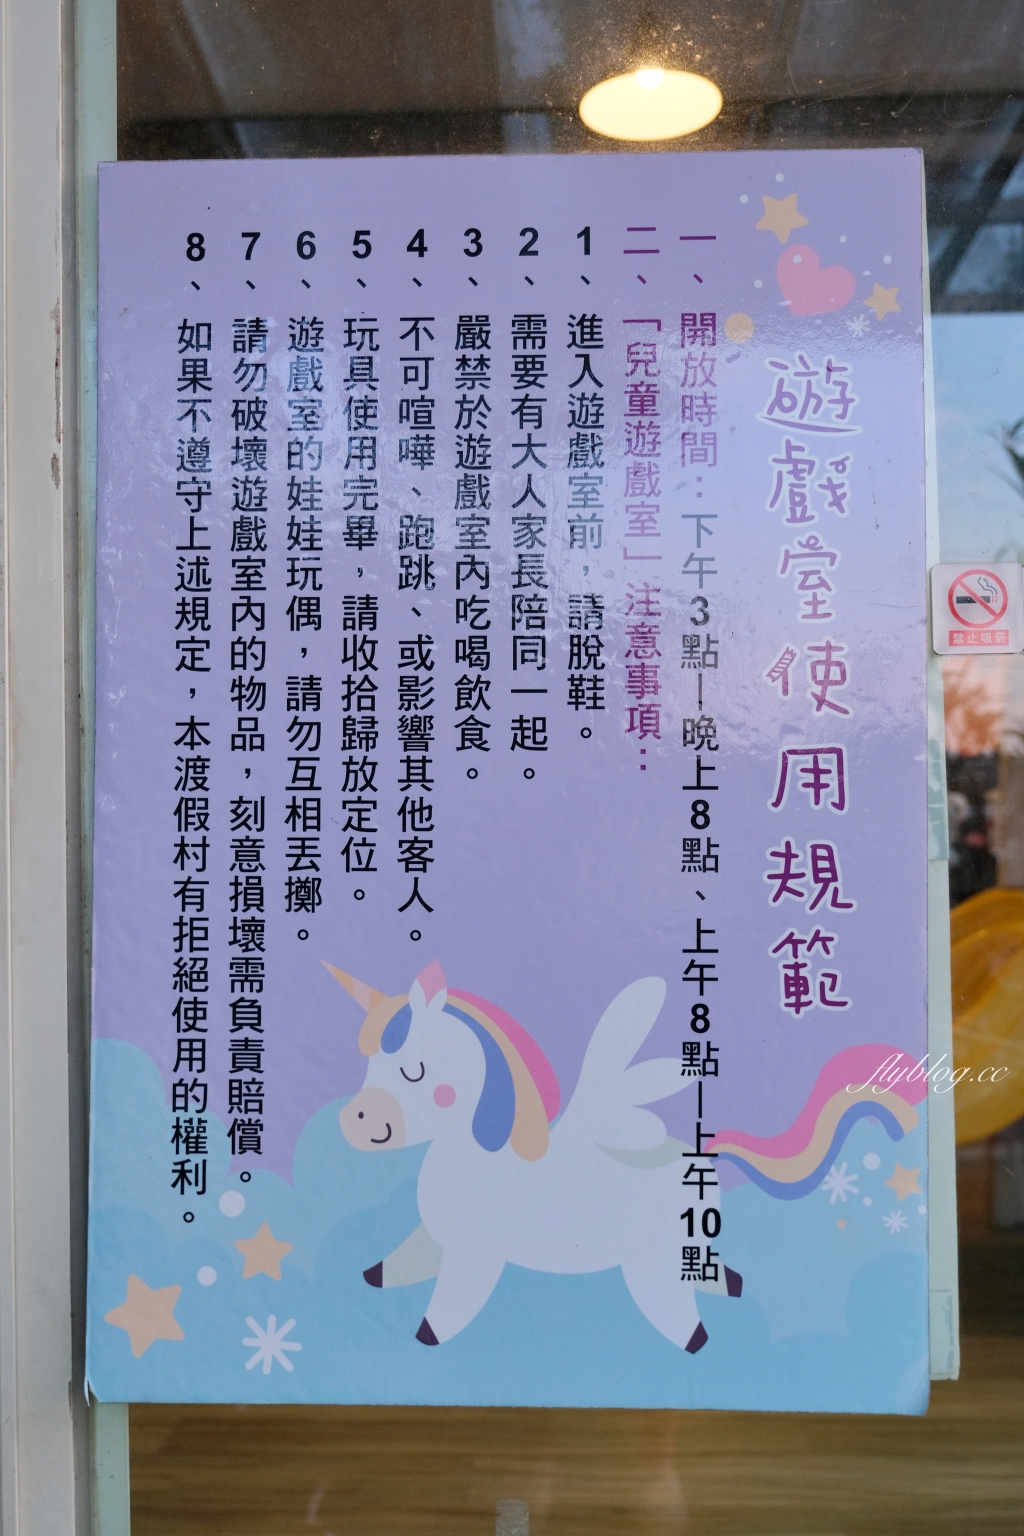 遊戲室使用規範
一、開放時間：下午3點－晚上8點、上午8點－上午10點
二、「兒童遊戲室」注意事項：
1、進入遊戲室前，請脫鞋。
2、需要有大人家長陪同一起。
3、嚴禁於遊戲室內吃喝飲食。
4、不可喧嘩、跑跳、或影響其他客人。
5、玩具使用完畢，請收拾歸放定位。
6、遊戲室的娃娃玩偶，請勿互相丟擲。
7、請勿破壞遊戲室內的物品，刻意損壞需負責賠償。
8、如果不遵守上述規定，本渡假村有拒絕使用的權利。
禁止吸菸
flyblog.cc